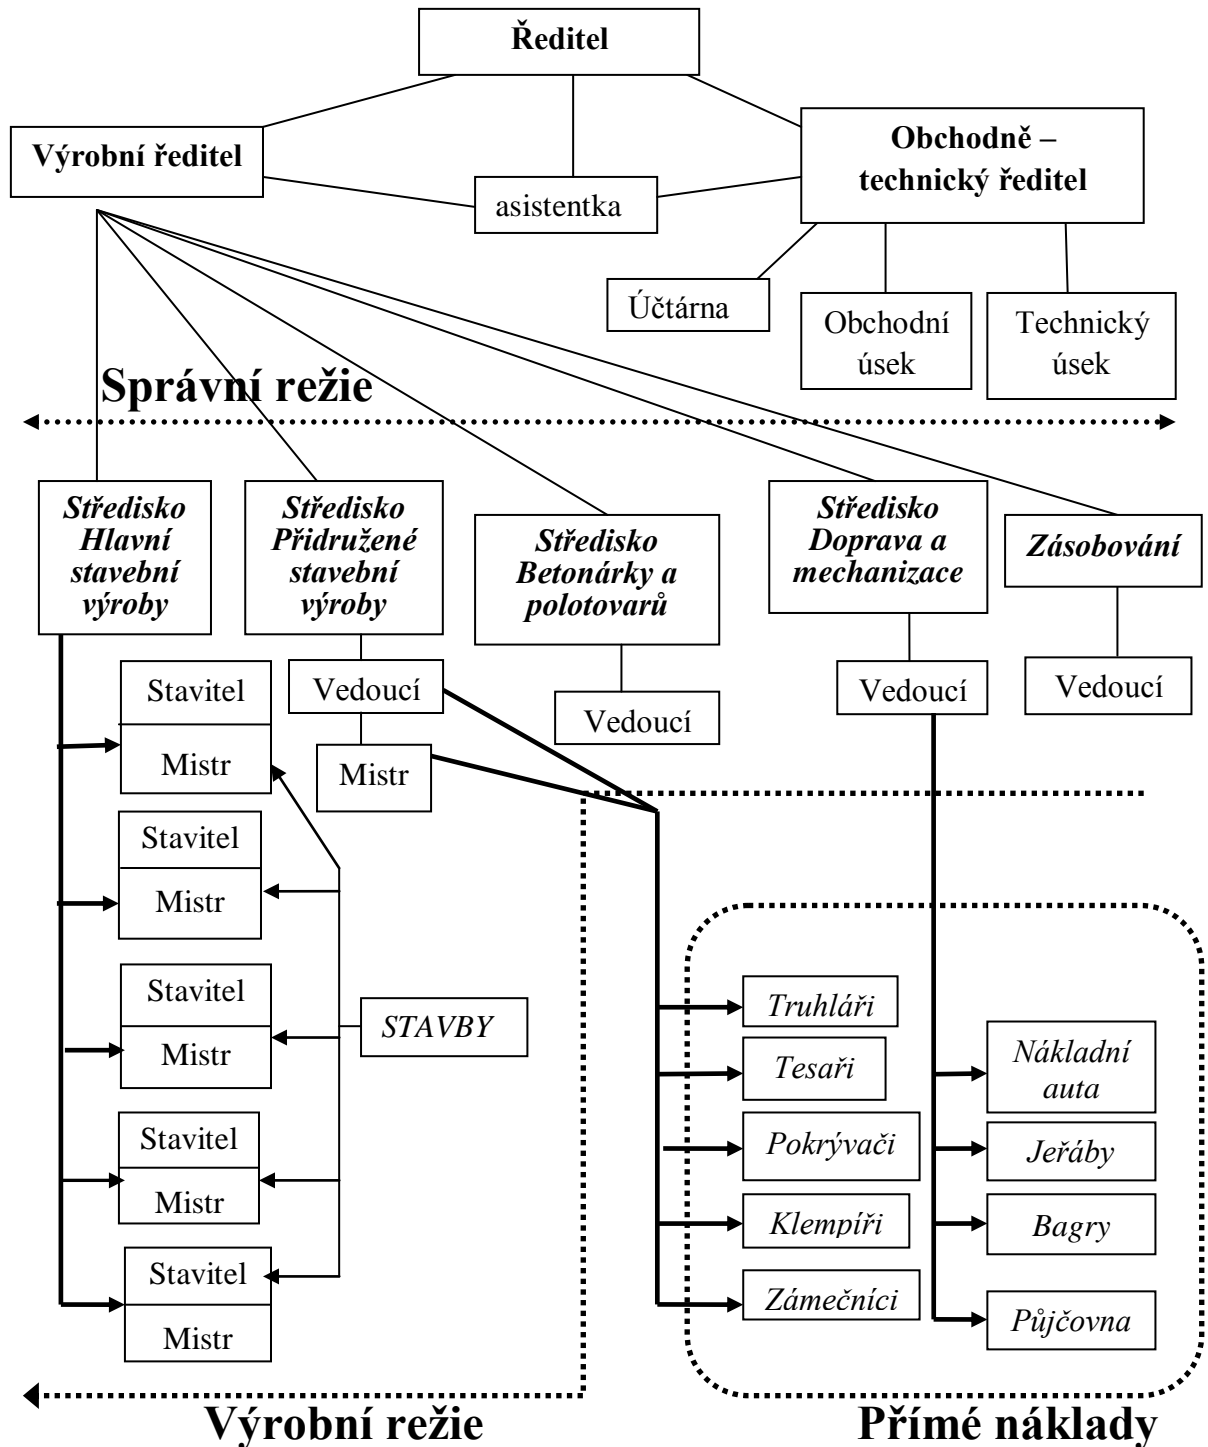 Ředitel
Výrobní ředitel
Obchodně –
technický ředitel
asistentka
Účtárna
Obchodní
úsek
Technický
úsek
Správní režie
Středisko
Hlavní
stavební
výroby
Středisko
Přidružené
stavební
výroby
Středisko
Betonárky a
polotovarů
Středisko
Doprava a
mechanizace
Zásobování
Stavitel
Mistr
Vedoucí
Mistr
Vedoucí
Vedoucí
Vedoucí
Stavitel
Mistr
Stavitel
Mistr
STAVBY
Stavitel
Mistr
Stavitel
Mistr
Truhláři
Tesaři
Pokrývači
Klempíři
Zámečníci
Nákladní
auta
Jeřáby
Bagry
Půjčovna
Výrobní režie
Přímé náklady